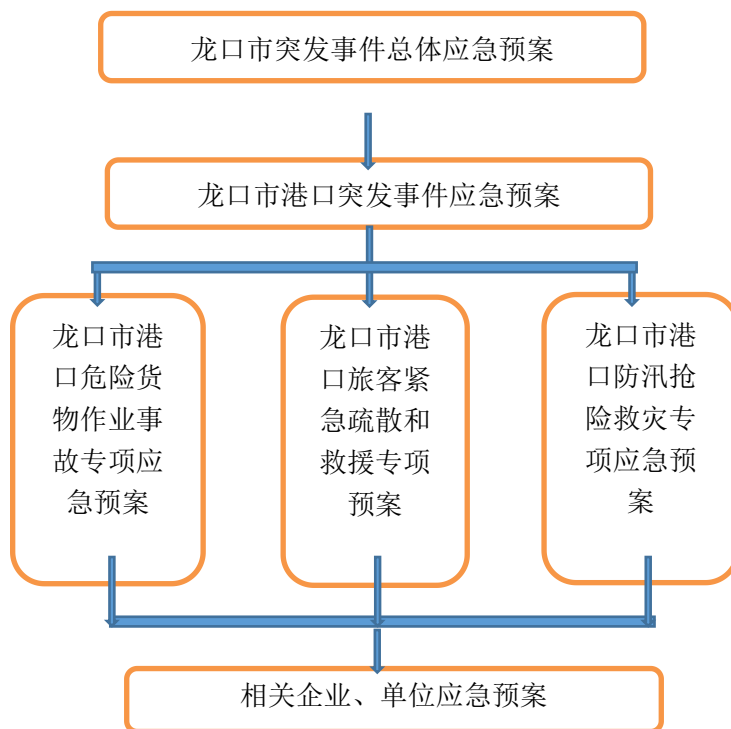 龙口市突发事件总体应急预案
龙口市港口突发事件应急预案
龙口市港
口危险货
物作业事
故专项应
急预案
龙口市港
口旅客紧
急疏散和
救援专项
预案
龙口市港
口防汛抢
险救灾专
项应急预
案
相关企业、单位应急预案